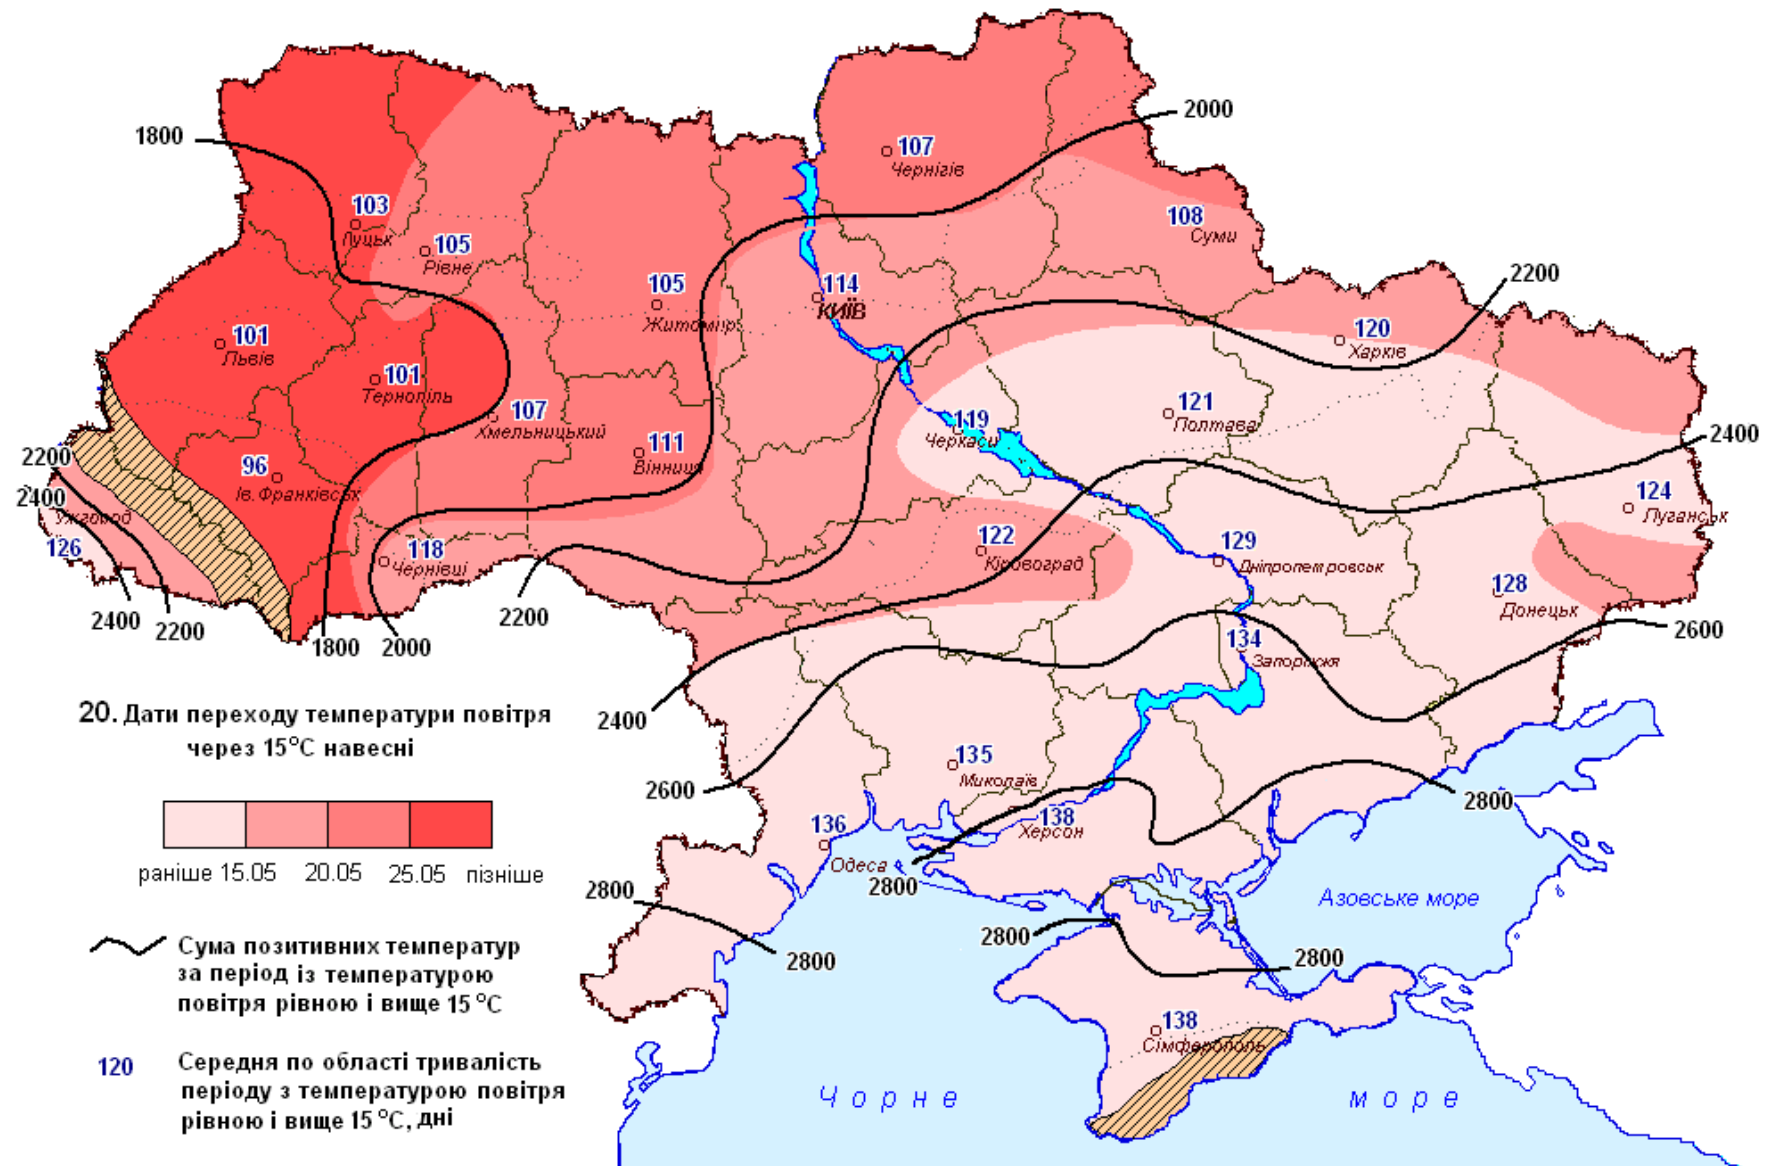 2000
1800
107
Чернігів
103
Луцьк
108
Суми
105
Рівне
2200
105
Житомир
114
КИЇВ
101
Львів
120
Харків
101
Тернопіль
107
Хмельницький
121
Полтава
119
Черкаси
2400
111
Вінниця
2200
96
Ів. Франківськ
2400
124
Луганськ
Ужгород
126
118
Чернівці
122
Кіровоград
129
Дніпропетровськ
128
Донецьк
2400
2200
2200
1800
2000
134
Запоріжжя
2600
20. Дати переходу температури повітря
через 15°С навесні
2400
135
Миколаїв
2600
2800
138
Херсон
136
Одеса
раніше 15.05 20.05 25.05 пізніше
2800
2800
Азовське море
2800
2800
2800
Сума позитивних температур
за період із температурою
повітря рівною і вище 15 °С
138
Сімферополь
120
Середня по області тривалість
періоду з температурою повітря
рівною і вище 15 °С, дні
Чорне море